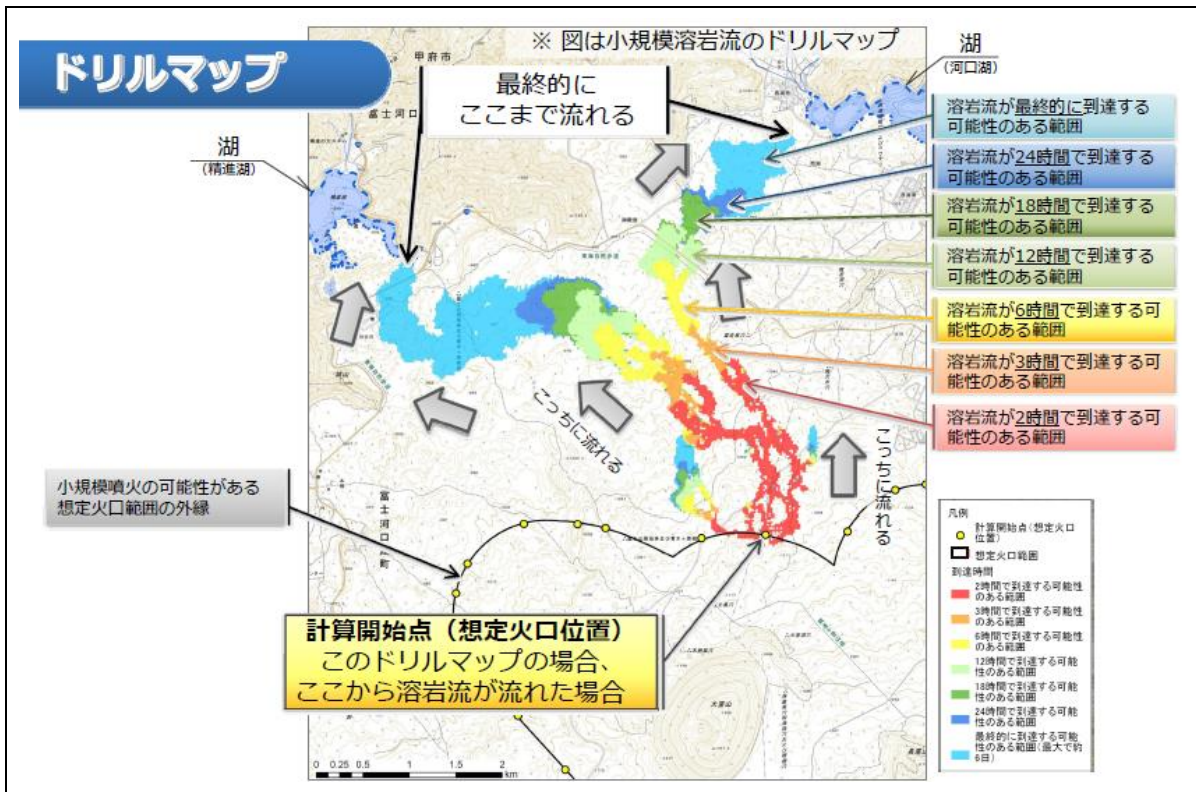 ドリルマップ
※ 図は小規模溶岩流のドリルマップ
甲府市
湖
(河口湖)
最終的に
ここまで流れる
富士河口
湖
(精進湖)
溶岩流が最終的に到達する
可能性のある範囲
溶岩流が24時間で到達する
可能性のある範囲
溶岩流が18時間で到達する
可能性のある範囲
溶岩流が12時間で到達する
可能性のある範囲
溶岩流が6時間で到達する可
能性のある範囲
溶岩流が3時間で到達する可
能性のある範囲
溶岩流が2時間で到達する可
能性のある範囲
こっちに流れる
こっちに流れる
小規模噴火の可能性がある
想定火口範囲の外縁
富士河口
町
計算開始点（想定火口位置）
このドリルマップの場合、
ここから溶岩流が流れた場合
大室山
凡例
計算開始点(想定火口
位置)
想定火口範囲
到達時間
2時間で到達する可能性
のある範囲
3時間で到達する可能性
のある範囲
6時間で到達する可能性
のある範囲
12時間で到達する可能
性のある範囲
18時間で到達する可能
性のある範囲
24時間で到達する可能
性のある範囲
最終的に到達する可能
性のある範囲(最大で約
6日)
0 0.25 0.5 1 1.5 2
km